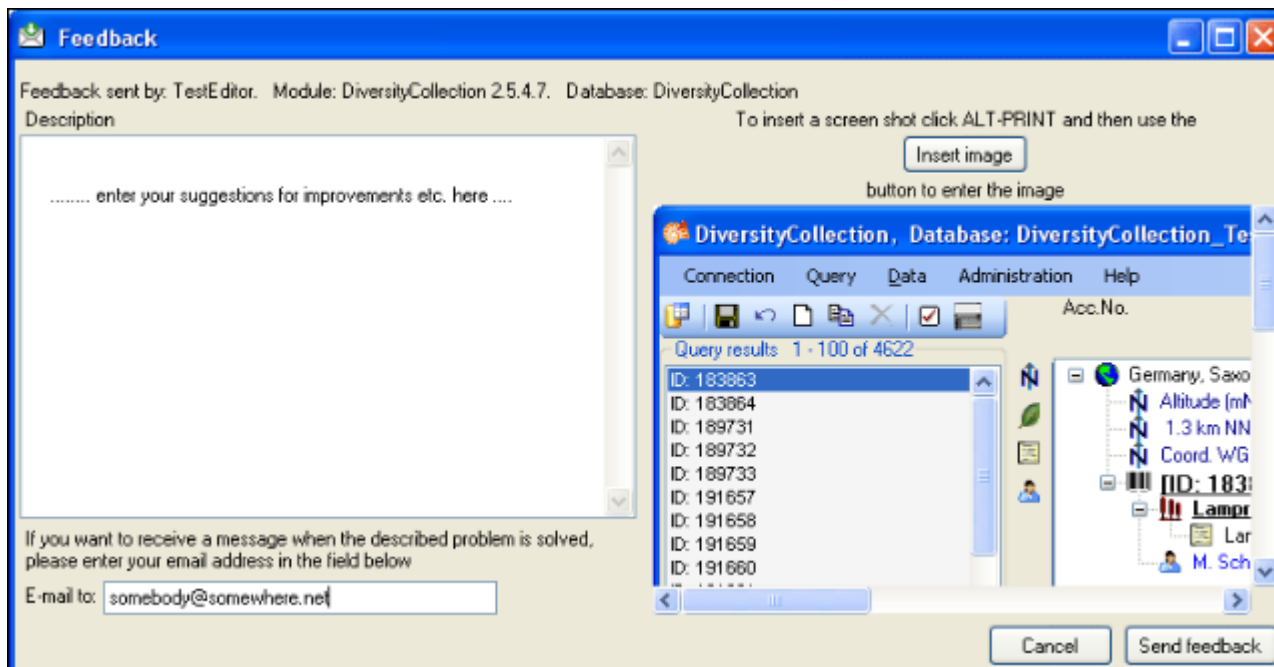 Feedback
Feedback sent by: TestEditor. Module: DiversityCollection 2.5.4.7. Database: DiversityCollection
Description
........ enter your suggestions for improvements etc. here ....
If you want to receive a message when the described problem is solved,
please enter your email address in the field below
E-mail to: somebody@somewhere.net
To insert a screen shot click ALT-PRINT and then use the
Insert image
button to enter the image
DiversityCollection, Database: DiversityCollection_Te
Connection Query Data Administration Help
Acc.No.
Query results 1 - 100 of 4622
ID: 183863
ID: 183864
ID: 189731
ID: 189732
ID: 189733
ID: 191657
ID: 191658
ID: 191659
ID: 191660
Germany, Saxo
Altitude (mN
1.3 km NN
Coord. WG
[ID: 183
Lampr
Lar
M. Sch
Cancel Send feedback